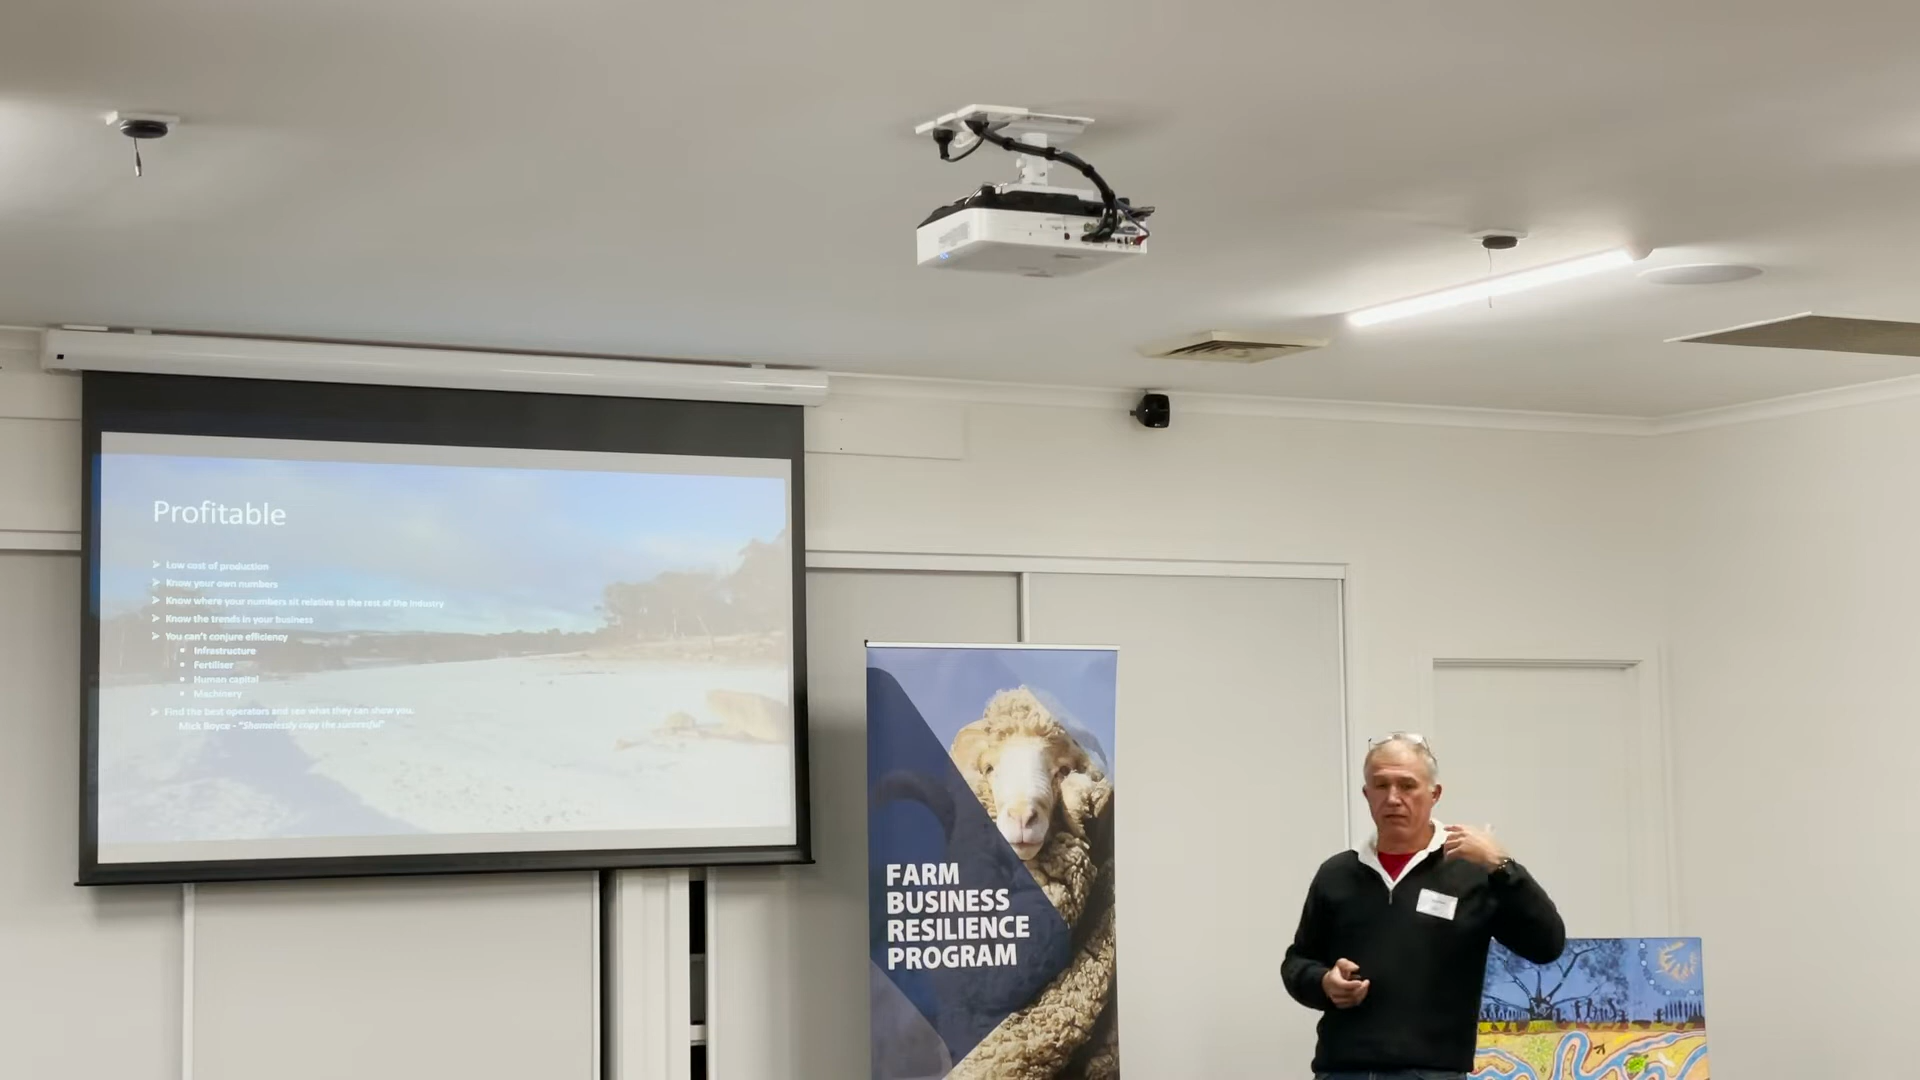 Profitable
Low cost of production
Know your own numbers
Know where your numbers sit relative to the rest of the industry
Know the trends in your business
You can't conjure efficiency
Infrastructure
Fertiliser
Human capital
Machinery
Find the best operators and see what they can show you.
Mick Boyce - "Shamelessly copy the successful"
FARM
BUSINESS
RESILIENCE
PROGRAM